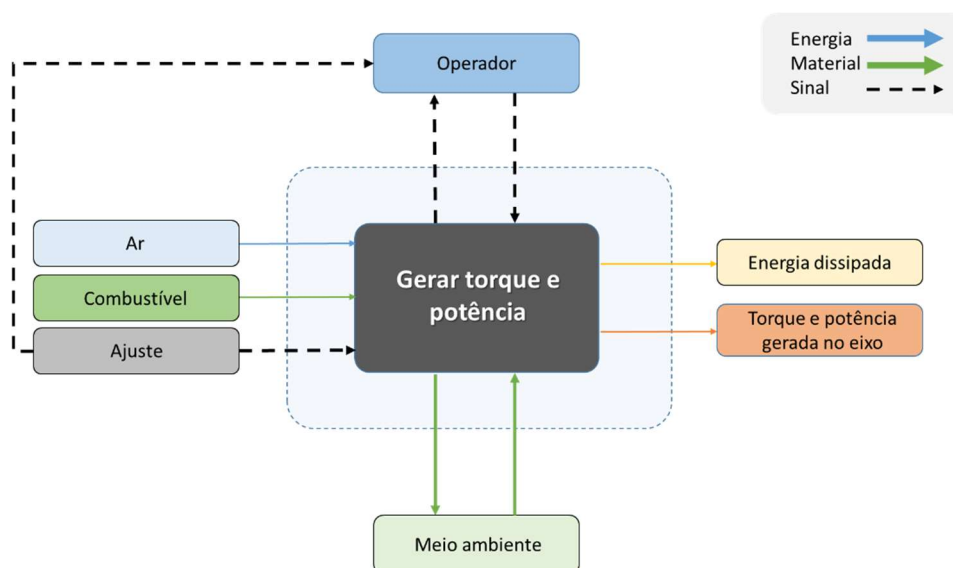 Operador
Energia
Material
Sinal
Ar
Combustível
Ajuste
Gerar torque e
potência
Energia dissipada
Torque e potência
gerada no eixo
Meio ambiente